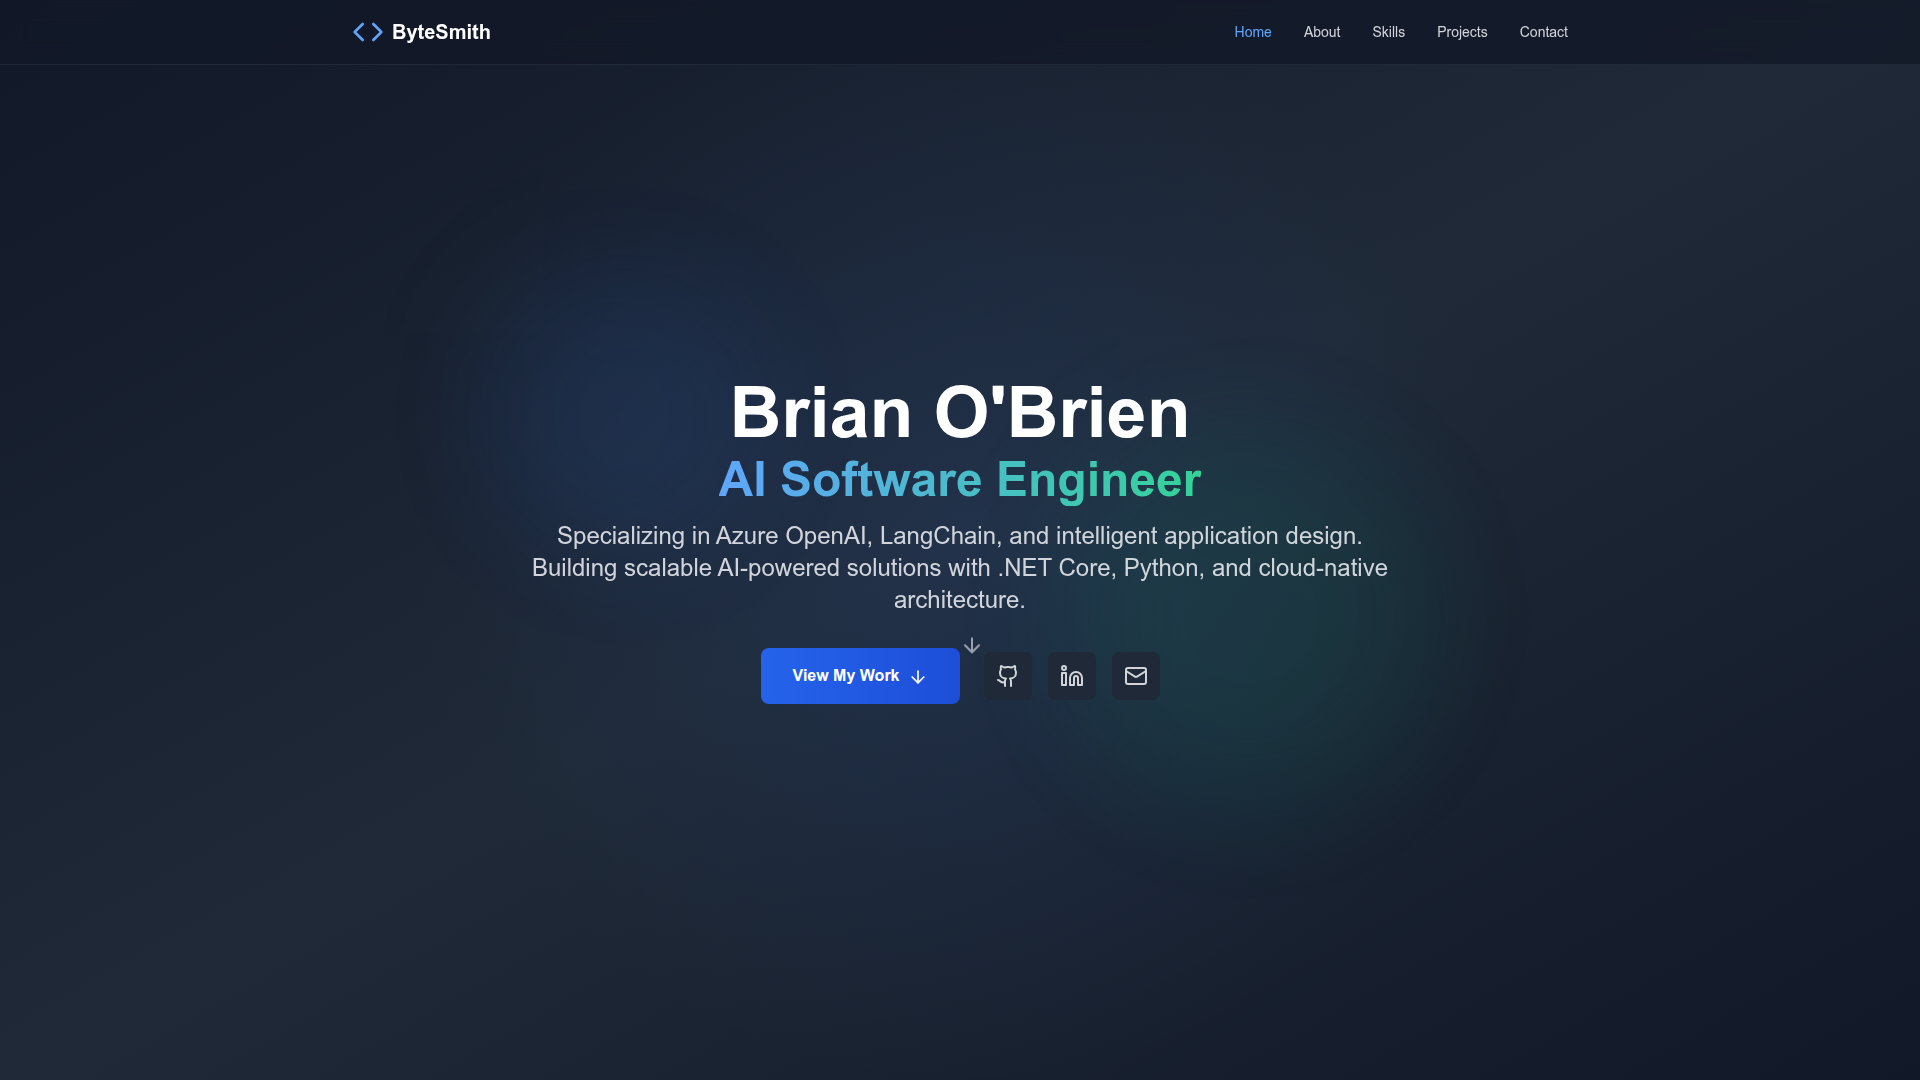 ByteSmith
Home
About
Skills
Projects
Contact
Brian O'Brien
AI Software Engineer
Specializing in Azure OpenAI, LangChain, and intelligent application design.
Building scalable AI-powered solutions with .NET Core, Python, and cloud-native
architecture.
View My Work